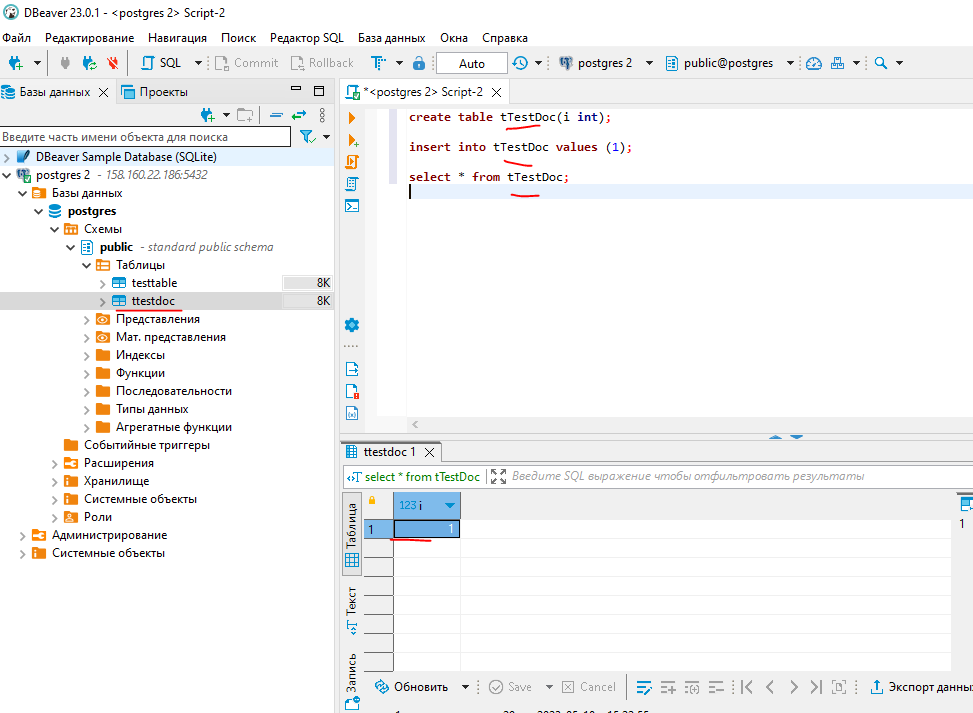 DBeaver 23.0.1 - <postgres 2> Script-2
Файл Редактирование Навигация Поиск Редактор SQL База данных Окна Справка
SQL Commit Rollback Auto postgres 2 public@postgres
Базы данных Проекты
*<postgres 2> Script-2
Введите часть имени объекта для поиска
DBeaver Sample Database (SQLite)
postgres 2 - 158.160.22.186:5432
Базы данных
postgres
Схемы
public - standard public schema
Таблицы
testtable 8K
ttestdoc 8K
Представления
Мат. представления
Индексы
Функции
Последовательности
Типы данных
Агрегатные функции
Событийные триггеры
Расширения
Хранилище
Системные объекты
Роли
Администрирование
Системные объекты
create table tTestDoc(i int);
insert into tTestDoc values (1);
select * from tTestDoc;
ttestdoc 1
select * from tTestDoc Введите SQL выражение чтобы отфильтровать результаты
Таблица
Текст
Запись
123 i
1 1
1
Обновить Save Cancel Экспорт данны